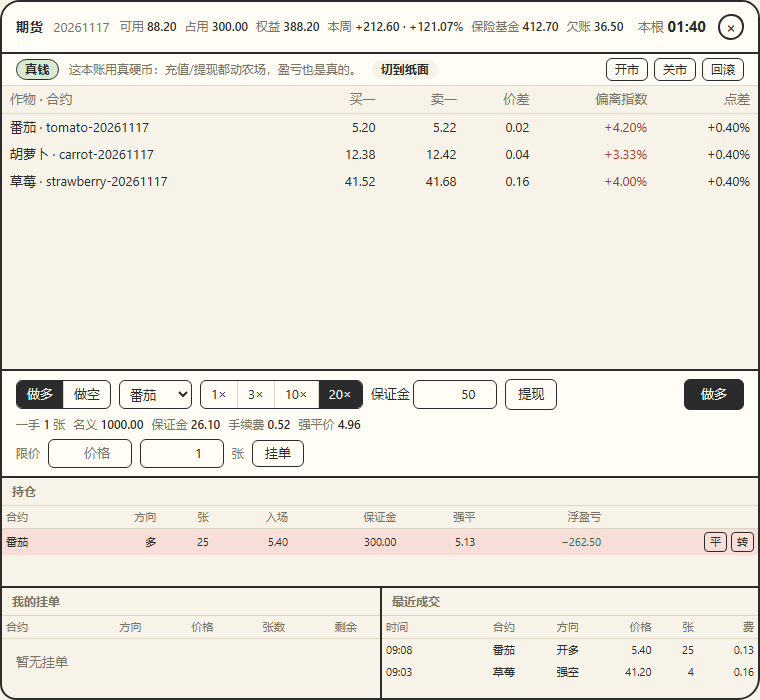 期货 20261117 可用 88.20 占用 300.00 权益 388.20 本周 +212.60 · +121.07% 保险基金 412.70 欠账 36.50 本根 01:40 ×
真钱 这本账用真硬币：充值/提现都动农场，盈亏也是真的。 切到纸面 开市 关市 回滚
作物 · 合约 买一 卖一 价差 偏离指数 点差
番茄 · tomato-20261117 5.20 5.22 0.02 +4.20% +0.40%
胡萝卜 · carrot-20261117 12.38 12.42 0.04 +3.33% +0.40%
草莓 · strawberry-20261117 41.52 41.68 0.16 +4.00% +0.40%
做多 做空 番茄 1× 3× 10× 20× 保证金 50 提现 做多
一手 1 张 名义 1000.00 保证金 26.10 手续费 0.52 强平价 4.96
限价 价格 1 张 挂单
持仓
合约 方向 张 入场 保证金 强平 浮盈亏
番茄 多 25 5.40 300.00 5.13 −262.50 平 转
我的挂单
合约 方向 价格 张数 剩余
暂无挂单
最近成交
时间 合约 方向 价格 张 费
09:08 番茄 开多 5.40 25 0.13
09:03 草莓 强空 41.20 4 0.16